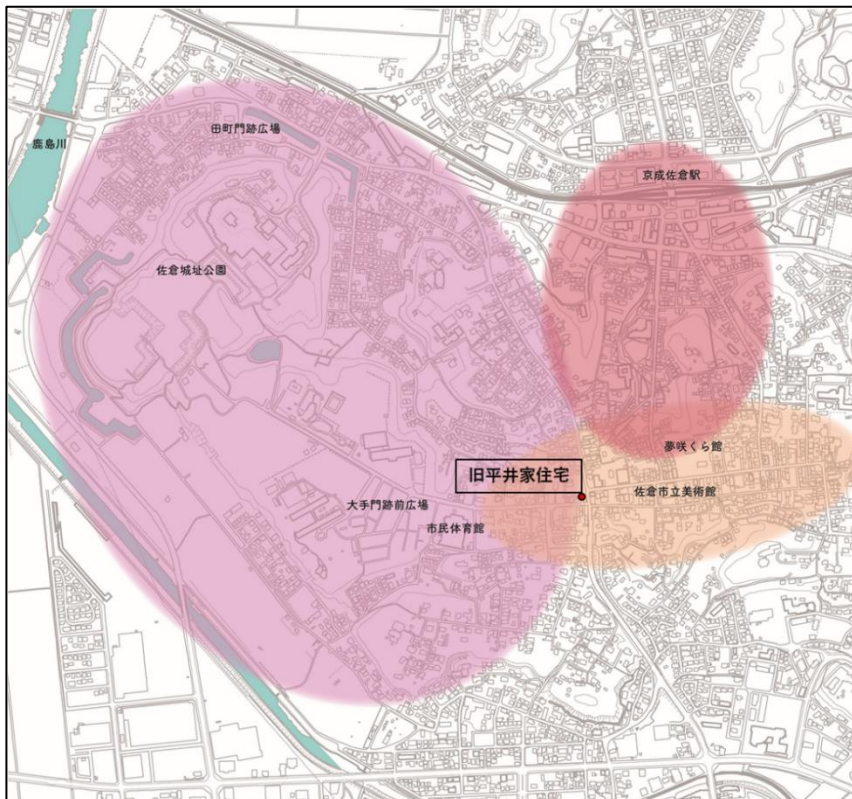 田町門跡広場
鹿島川
京成佐倉駅
佐倉城址公園
夢咲くら館
旧平井家住宅
佐倉市立美術館
大手門跡前広場
市民体育館